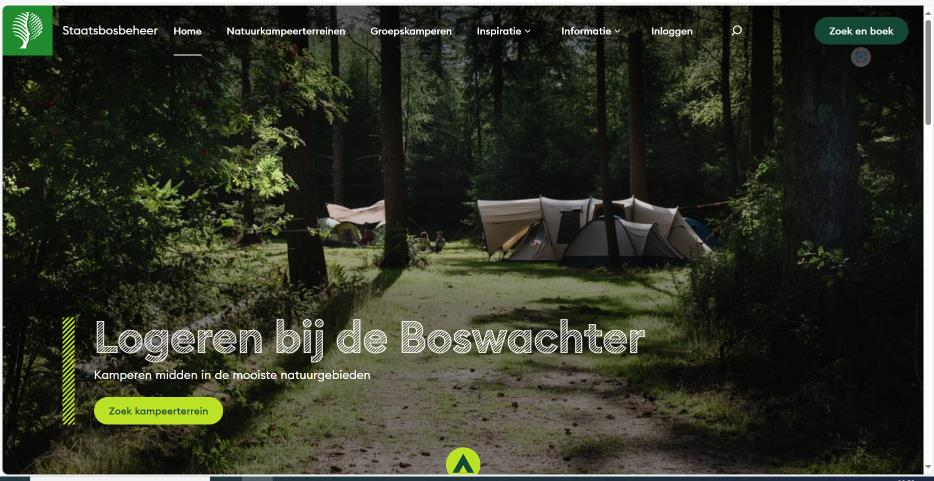 Staatsbosbeheer
Home
Natuurkampeerterreinen
Groepskamperen
Inspiratie
Informatie
Inloggen
Zoek en boek
Logeren bij de Boswachter
Kamperen midden in de mooiste natuurgebieden
Zoek kampeerterrein